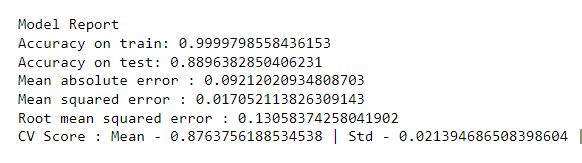 Model Report
Accuracy on train: 0.9999798558436153
Accuracy on test: 0.8896382850406231
Mean absolute error : 0.09212020934808703
Mean squared error : 0.017052113826309143
Root mean squared error : 0.13058374258041902
CV Score : Mean - 0.8763756188534538 | Std - 0.021394686508398604 |